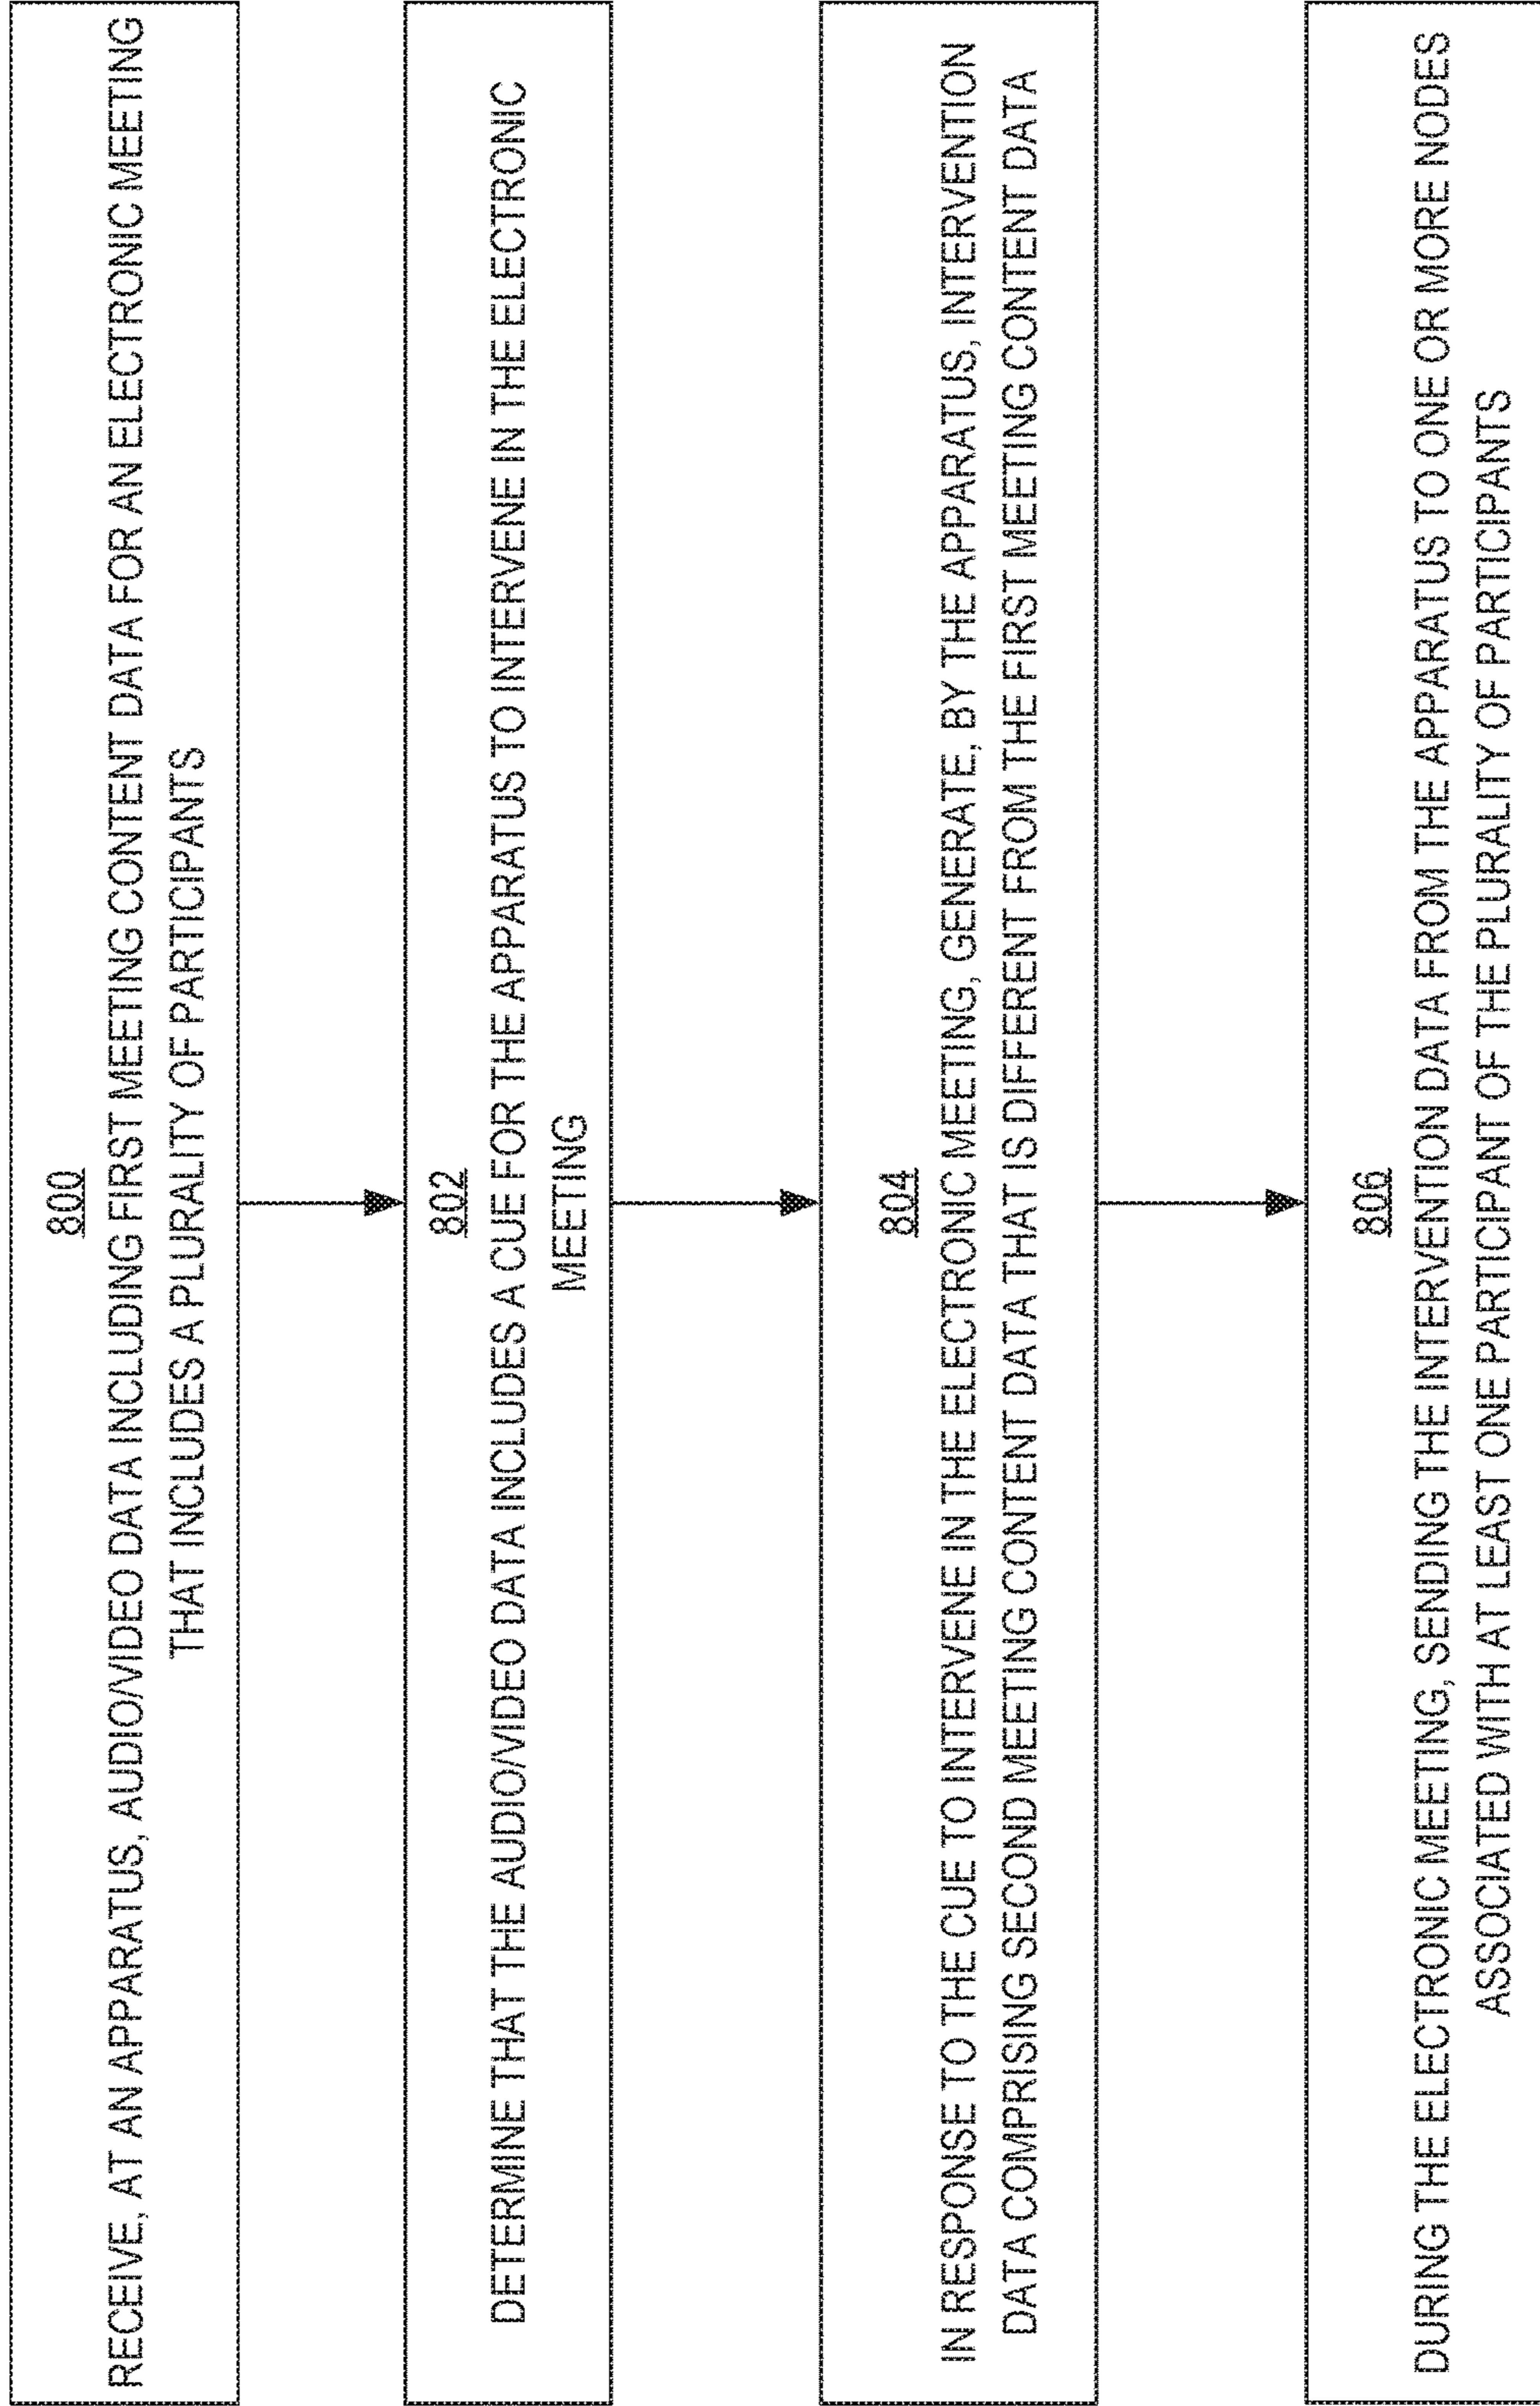 800
RECEIVE, AT AN APPARATUS, AUDIO/VIDEO DATA INCLUDING FIRST MEETING CONTENT DATA FOR AN ELECTRONIC MEETING
THAT INCLUDES A PLURALITY OF PARTICIPANTS
802
DETERMINE THAT THE AUDIO/VIDEO DATA INCLUDES A CUE FOR THE APPARATUS TO INTERVENE IN THE ELECTRONIC
MEETING
804
IN RESPONSE TO THE CUE TO INTERVENE IN THE ELECTRONIC MEETING, GENERATE, BY THE APPARATUS, INTERVENTION
DATA COMPRISING SECOND MEETING CONTENT DATA THAT IS DIFFERENT FROM THE FIRST MEETING CONTENT DATA
806
DURING THE ELECTRONIC MEETING, SENDING THE INTERVENTION DATA FROM THE APPARATUS TO ONE OR MORE NODES
ASSOCIATED WITH AT LEAST ONE PARTICIPANT OF THE PLURALITY OF PARTICIPANTS